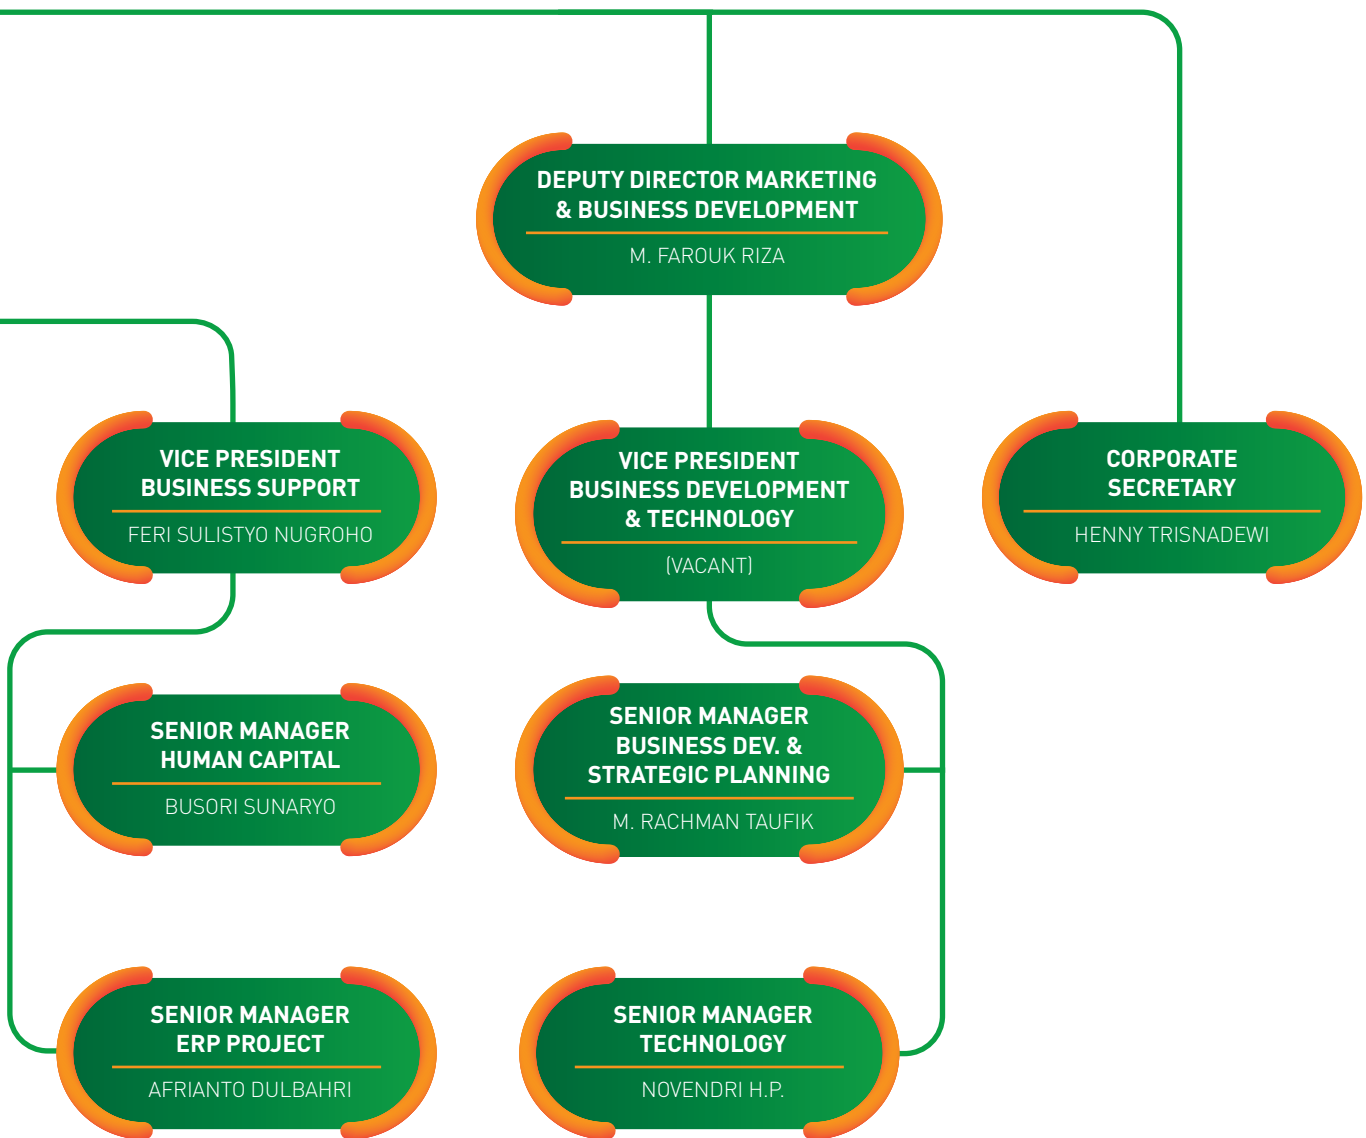 DEPUTY DIRECTOR MARKETING
& BUSINESS DEVELOPMENT
M. FAROUK RIZA
VICE PRESIDENT
BUSINESS SUPPORT
FERI SULISTYO NUGROHO
VICE PRESIDENT
BUSINESS DEVELOPMENT
& TECHNOLOGY
(VACANT)
CORPORATE
SECRETARY
HENNY TRISNADEWI
SENIOR MANAGER
HUMAN CAPITAL
BUSORI SUNARYO
SENIOR MANAGER
BUSINESS DEV. &
STRATEGIC PLANNING
M. RACHMAN TAUFIK
SENIOR MANAGER
ERP PROJECT
AFRIANTO DULBAHRI
SENIOR MANAGER
TECHNOLOGY
NOVENDRI H.P.